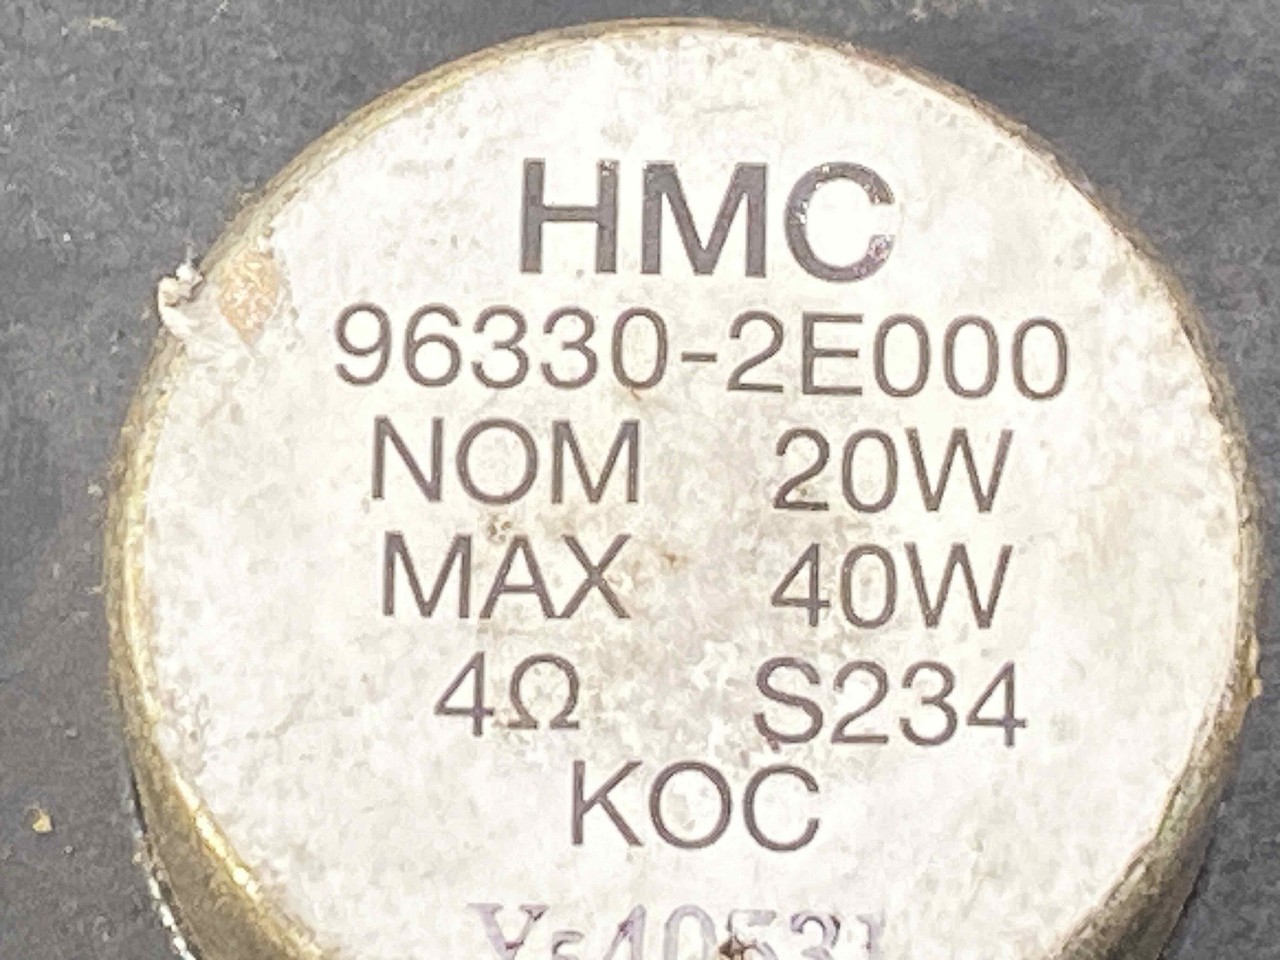 HMC
96330-2E000
NOM 20W
MAX 40W
4Ω S234
KOC